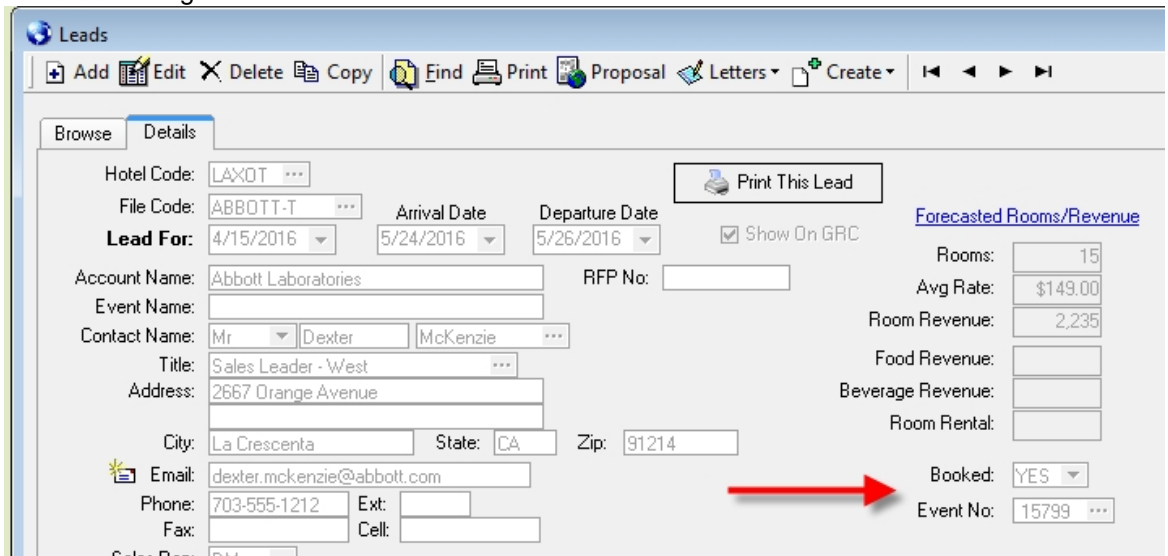 Leads
Add Edit Delete Copy Find Print Proposal Letters Create
Browse Details
Hotel Code: LAXOT ...
Print This Lead
File Code: ABBOTT-T ...
Arrival Date Departure Date
Forecasted Rooms/Revenue
Lead For: 4/15/2016 5/24/2016 5/26/2016 Show On GRC
Rooms: 15
Account Name: Abbott Laboratories RFP No:
Avg Rate: $149.00
Event Name:
Room Revenue: 2,235
Contact Name: Mr Dexter McKenzie ...
Title: Sales Leader - West ...
Food Revenue:
Address: 2667 Orange Avenue
Beverage Revenue:
Room Rental:
City: La Crescenta State: CA Zip: 91214
Email: dexter.mckenzie@abbott.com
Booked: YES
Phone: 703-555-1212 Ext:
Event No: 15799 ...
Fax: Cell: